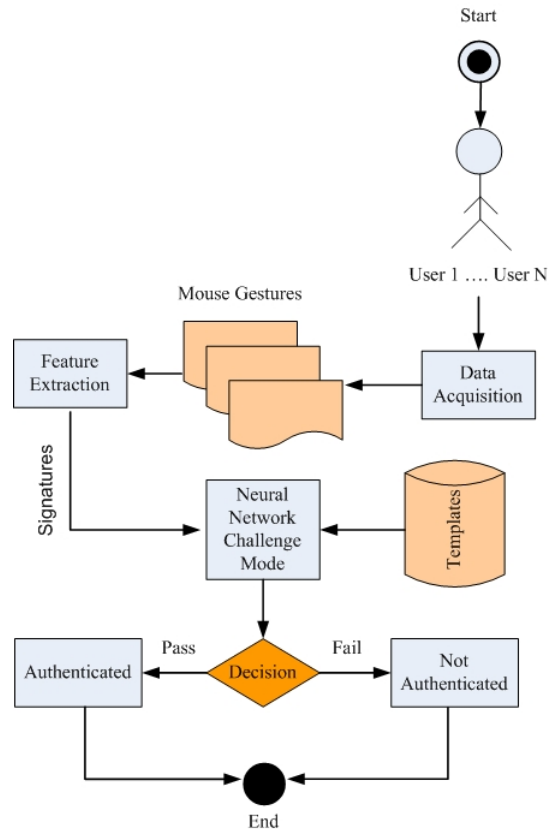 Start
User 1 .... User N
Mouse Gestures
Feature
Extraction
Data
Acquisition
Signatures
Neural
Network
Challenge
Mode
Templates
Pass
Decision
Fail
Authenticated
Not
Authenticated
End